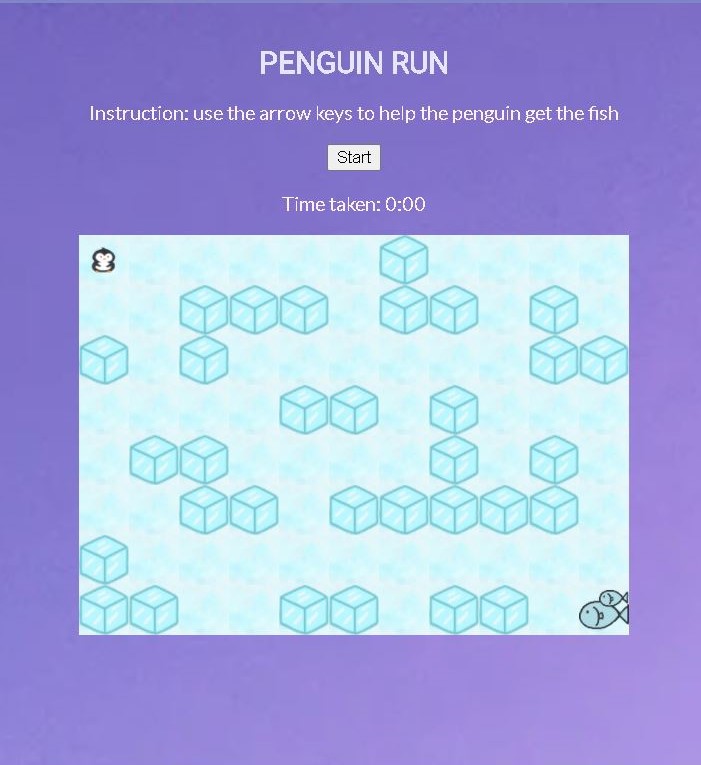 PENGUIN RUN
Instruction: use the arrow keys to help the penguin get the fish
Start
Time taken: 0:00